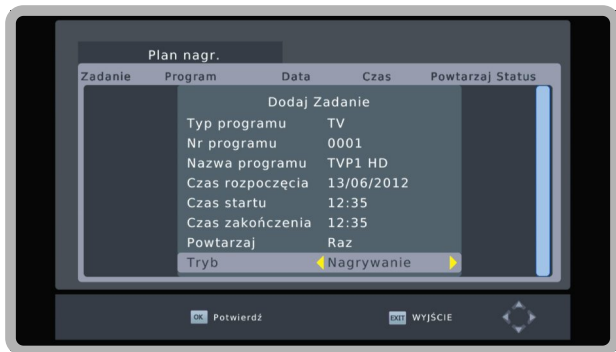 Plan nagr.
Zadanie Program Data Czas Powtarzaj Status
Dodaj Zadanie
Typ programu TV
Nr programu 0001
Nazwa programu TVP1 HD
Czas rozpoczęcia 13/06/2012
Czas startu 12:35
Czas zakończenia 12:35
Powtarzaj Raz
Tryb Nagrywanie
OK Potwierdź EXIT WYJŚCIE